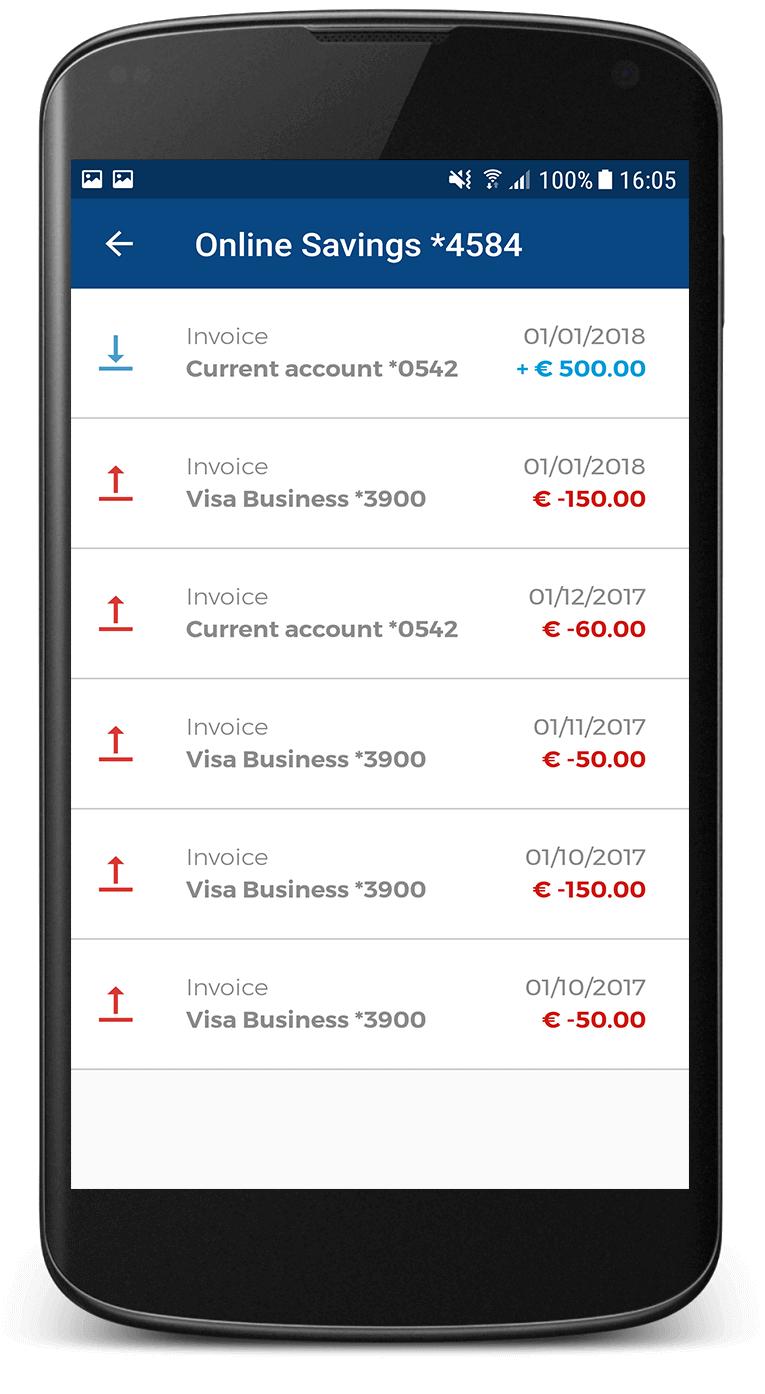 100% 16:05
Online Savings *4584
Invoice 01/01/2018
Current account *0542 + € 500.00
Invoice 01/01/2018
Visa Business *3900 € -150.00
Invoice 01/12/2017
Current account *0542 € -60.00
Invoice 01/11/2017
Visa Business *3900 € -50.00
Invoice 01/10/2017
Visa Business *3900 € -150.00
Invoice 01/10/2017
Visa Business *3900 € -50.00